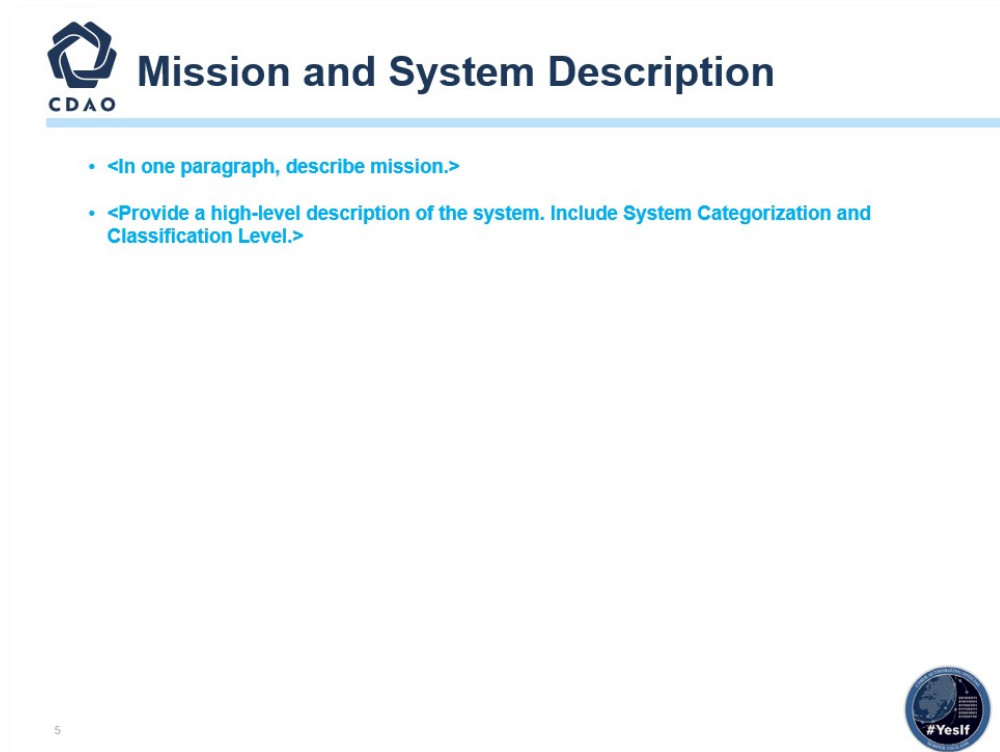 CDAO
Mission and System Description
• <In one paragraph, describe mission.>
• <Provide a high-level description of the system. Include System Categorization and
Classification Level.>
5
#YesIf